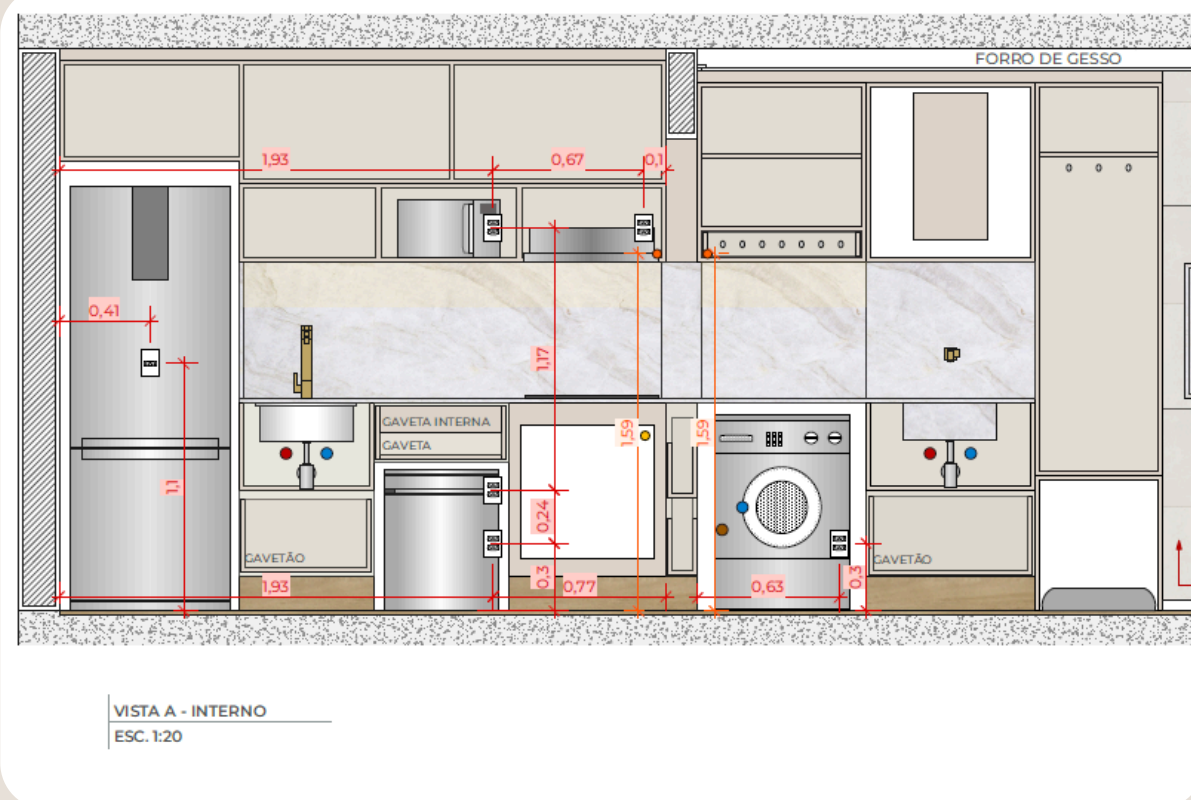 FORRO DE GESSO
1,93
0,67
0,1
0,41
1,17
GAVETA INTERNA
GAVETA
1,59
1,59
1,1
0,24
GAVETÃO
GAVETÃO
1,93
0,3
0,77
0,63
0,3
VISTA A - INTERNO
ESC. 1:20